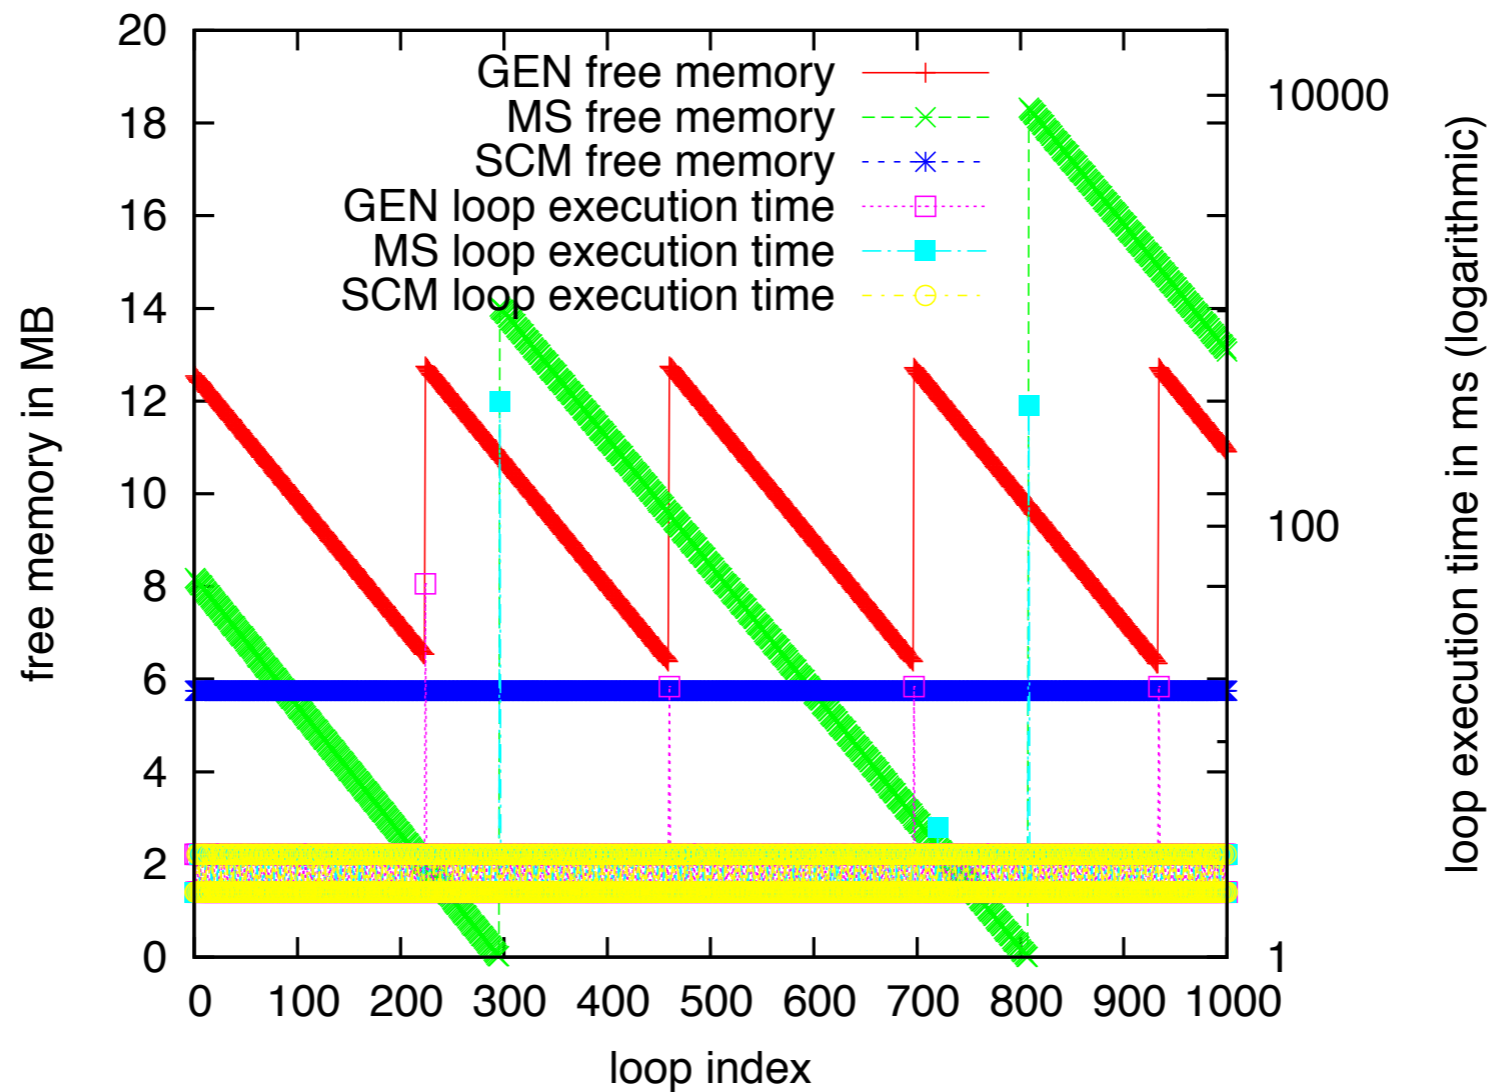 20
18
16
14
12
10
8
6
4
2
0
free memory in MB
GEN free memory
MS free memory
SCM free memory
GEN loop execution time
MS loop execution time
SCM loop execution time
10000
100
1
loop execution time in ms (logarithmic)
0 100 200 300 400 500 600 700 800 900 1000
loop index